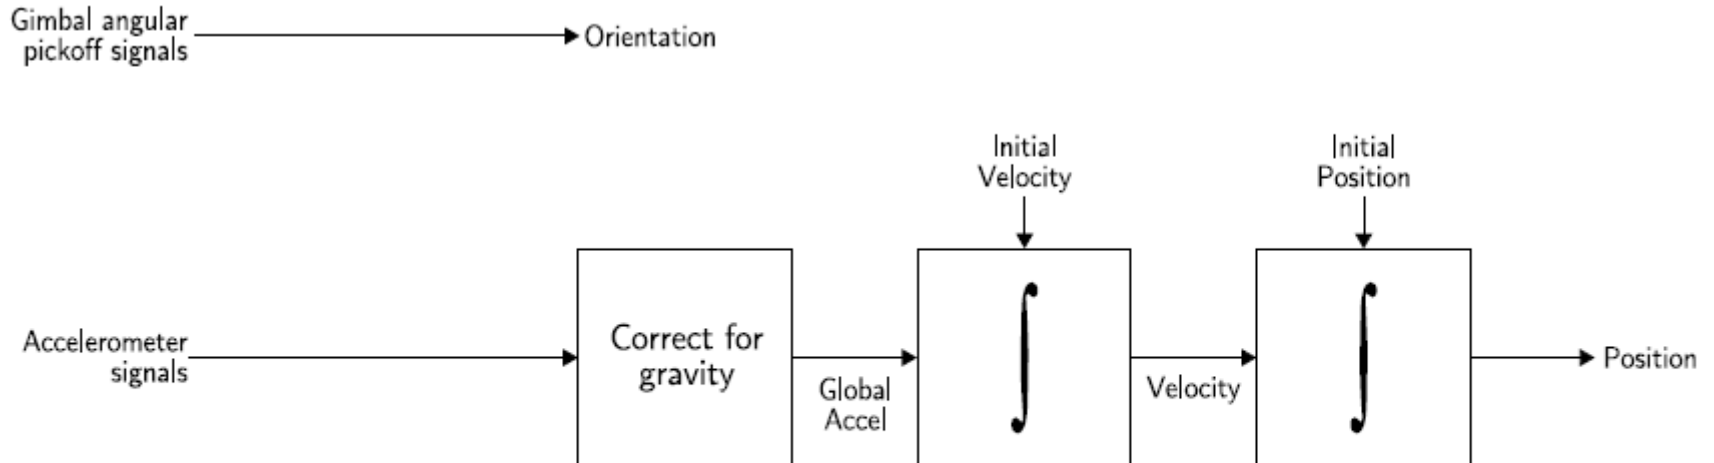 Gimbal angular
pickoff signals
Orientation
Initial
Velocity
Initial
Position
Accelerometer
signals
Correct for
gravity
Global
Accel
∫
Velocity
∫
Position